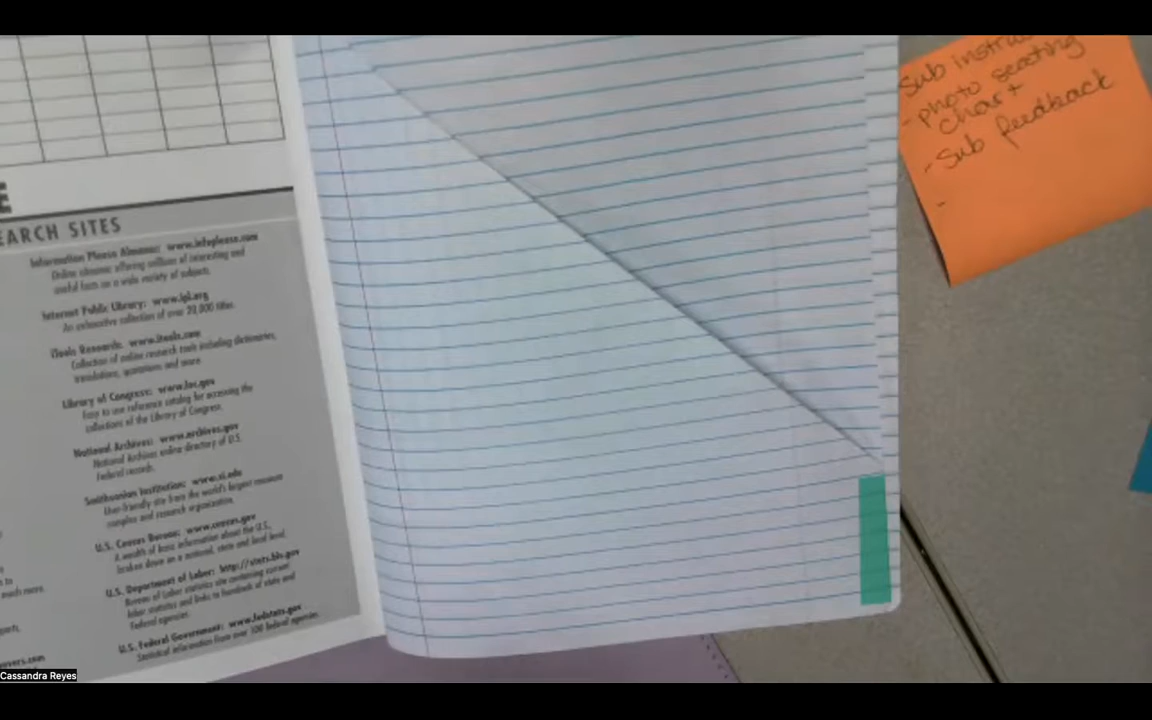 E
EARCH SITES
Information Please Almanac: www.infoplease.com
Online almanac offering millions of interesting and
useful facts on a wide variety of subjects.
Internet Public Library: www.ipl.org
An exhaustive collection of over 20,000 titles.
iTools Research: www.itools.com
Collection of online research tools including dictionaries,
translations, quotations and more.
Library of Congress: www.loc.gov
Easy to use reference catalog for accessing the
collections of the Library of Congress.
National Archives: www.archives.gov
National Archives online directory of U.S.
Federal records.
Smithsonian Institution: www.si.edu
User-friendly site from the world's largest museum
complex and research organization.
U.S. Census Bureau: www.census.gov
A wealth of basic information about the U.S.,
broken down on a national, state and local level.
U.S. Department of Labor: http://stats.bls.gov
Bureau of Labor statistics site containing current
labor statistics and links to hundreds of state and
Federal agencies.
U.S. Federal Government: www.fedstats.gov
Statistical information from over 100 federal agencies.
much more.
overs.com
Sub
- photo seating
chart
- Sub feedback
-
Cassandra Reyes